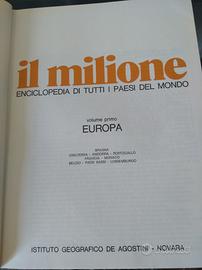 il milione
ENCICLOPEDIA DI TUTTI I PAESI DEL MONDO
volume primo
EUROPA
SPAGNA
GIBILTERRA - ANDORRA - PORTOGALLO
FRANCIA - MONACO
BELGIO - PAESI BASSI - LUSSEMBURGO
ISTITUTO GEOGRAFICO DE AGOSTINI - NOVARA